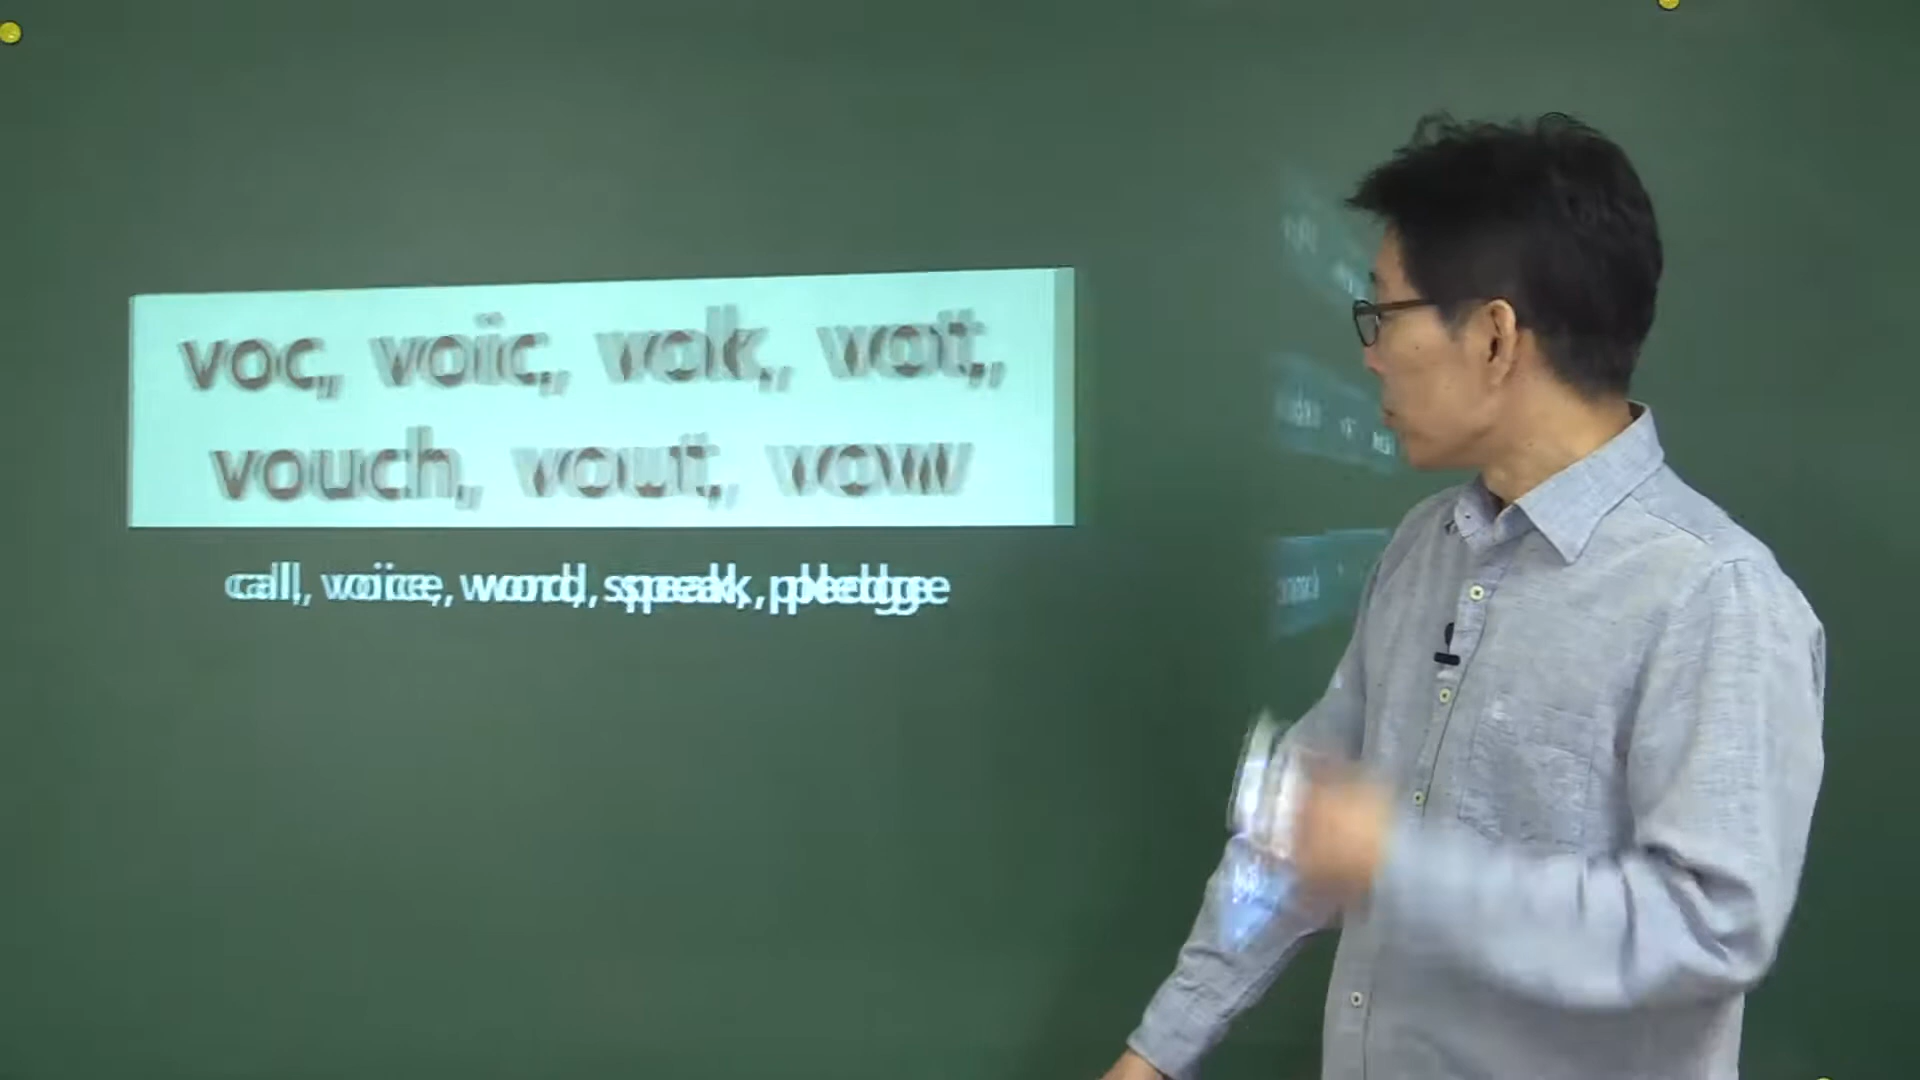 voc, voic, vok, vot,
vouch, vout, vow
call, voice, word, speak, pledge